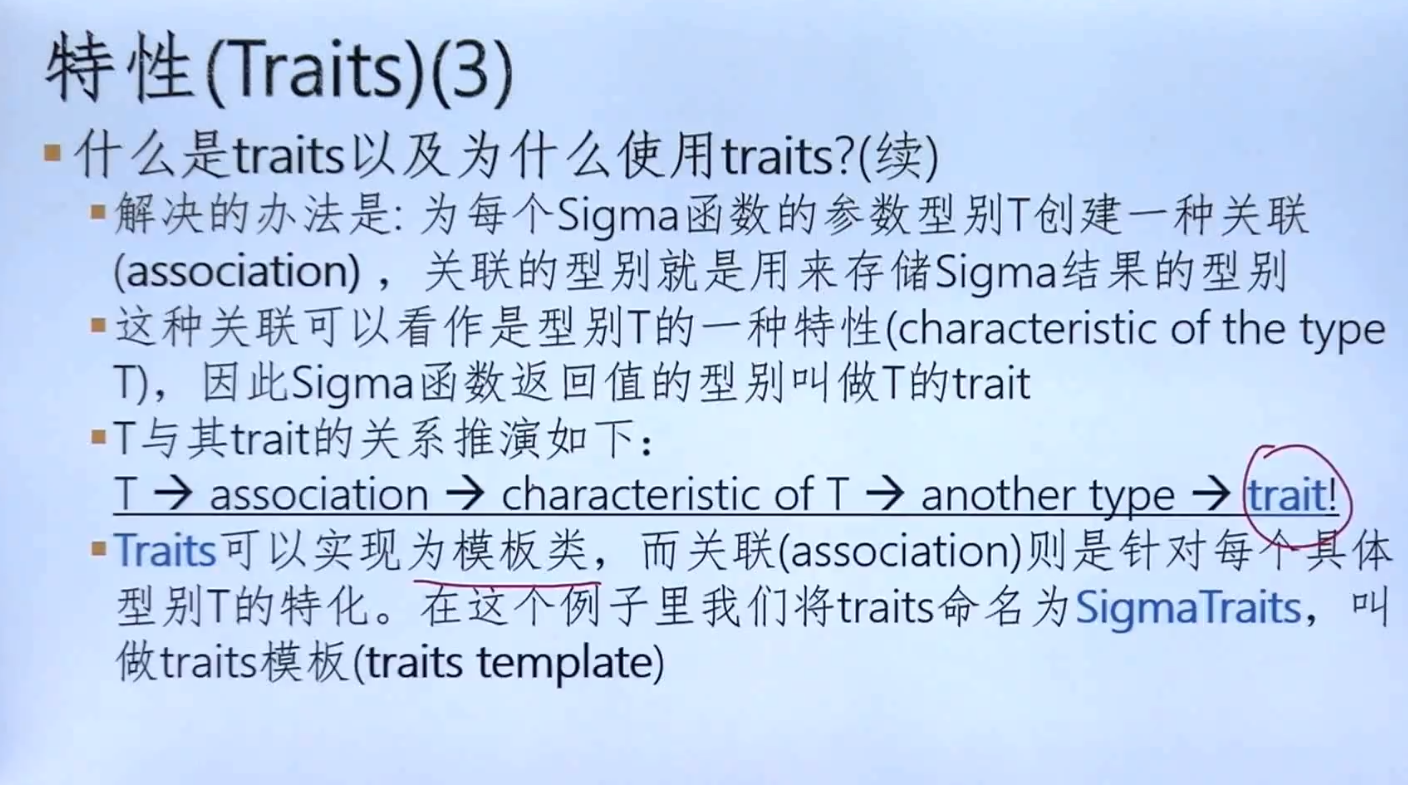 特性(Traits)(3)
什么是traits以及为什么使用traits?(续)
解决的办法是: 为每个Sigma函数的参数型别T创建一种关联
(association) ，关联的型别就是用来存储Sigma结果的型别
这种关联可以看作是型别T的一种特性(characteristic of the type
T)，因此Sigma函数返回值的型别叫做T的trait
T与其trait的关系推演如下：
T → association → characteristic of T → another type → trait!
Traits可以实现为模板类，而关联(association)则是针对每个具体
型别T的特化。在这个例子里我们将traits命名为SigmaTraits，叫
做traits模板(traits template)